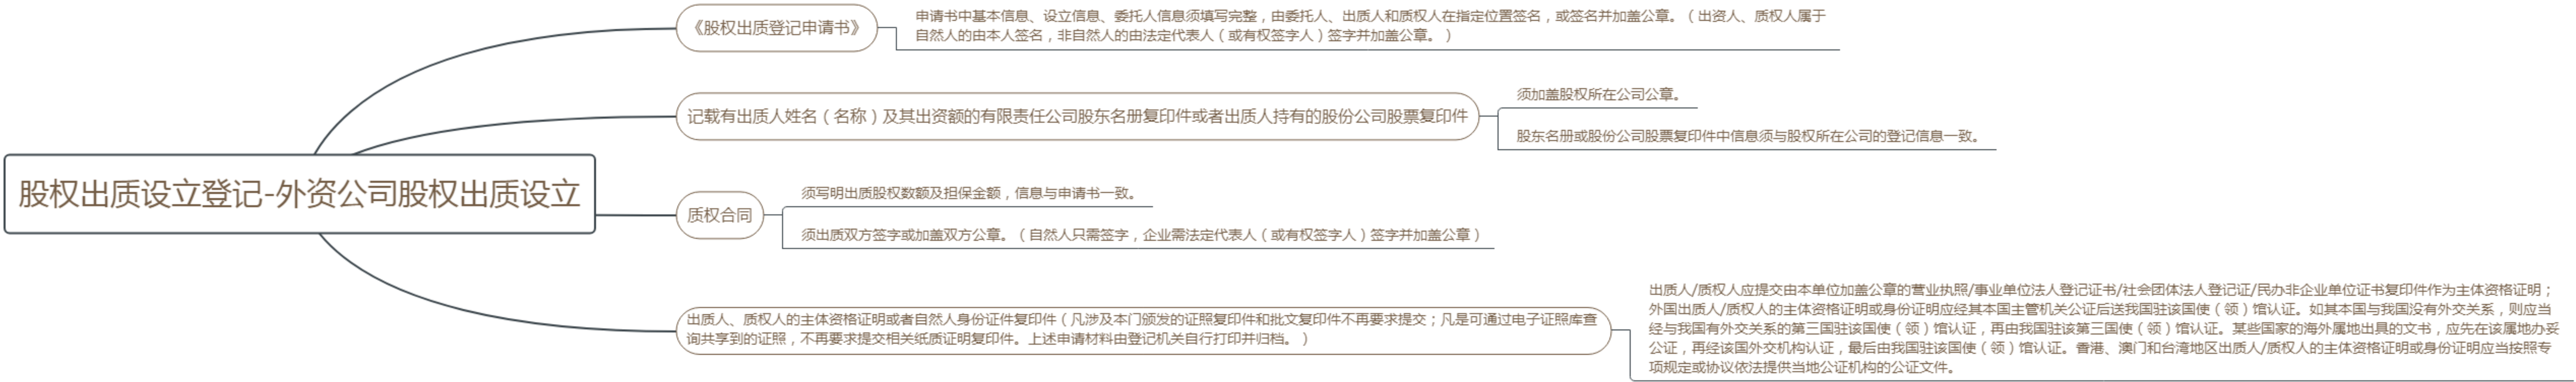 股权出质设立登记-外资公司股权出质设立
《股权出质登记申请书》
申请书中基本信息、设立信息、委托人信息须填写完整，由委托人、出质人和质权人在指定位置签名，或签名并加盖公章。（出资人、质权人属于
自然人的由本人签名，非自然人的由法定代表人（或有权签字人）签字并加盖公章。）
记载有出质人姓名（名称）及其出资额的有限责任公司股东名册复印件或者出质人持有的股份公司股票复印件
须加盖股权所在公司公章。
股东名册或股份公司股票复印件中信息须与股权所在公司的登记信息一致。
质权合同
须写明出质股权数额及担保金额，信息与申请书一致。
须出质双方签字或加盖双方公章。（自然人只需签字，企业需法定代表人（或有权签字人）签字并加盖公章）
出质人、质权人的主体资格证明或者自然人身份证件复印件（凡涉及本门颁发的证照复印件和批文复印件不再要求提交；凡是可通过电子证照库查
询共享到的证照，不再要求提交相关纸质证明复印件。上述申请材料由登记机关自行打印并归档。）
出质人/质权人应提交由本单位加盖公章的营业执照/事业单位法人登记证书/社会团体法人登记证/民办非企业单位证书复印件作为主体资格证明；
外国出质人/质权人的主体资格证明或身份证明应经其本国主管机关公证后送我国驻该国使（领）馆认证。如其本国与我国没有外交关系，则应当
经与我国有外交关系的第三国驻该国使（领）馆认证，再由我国驻该第三国使（领）馆认证。某些国家的海外属地出具的文书，应先在该属地办妥
公证，再经该国外交机构认证，最后由我国驻该国使（领）馆认证。香港、澳门和台湾地区出质人/质权人的主体资格证明或身份证明应当按照专
项规定或协议依法提供当地公证机构的公证文件。